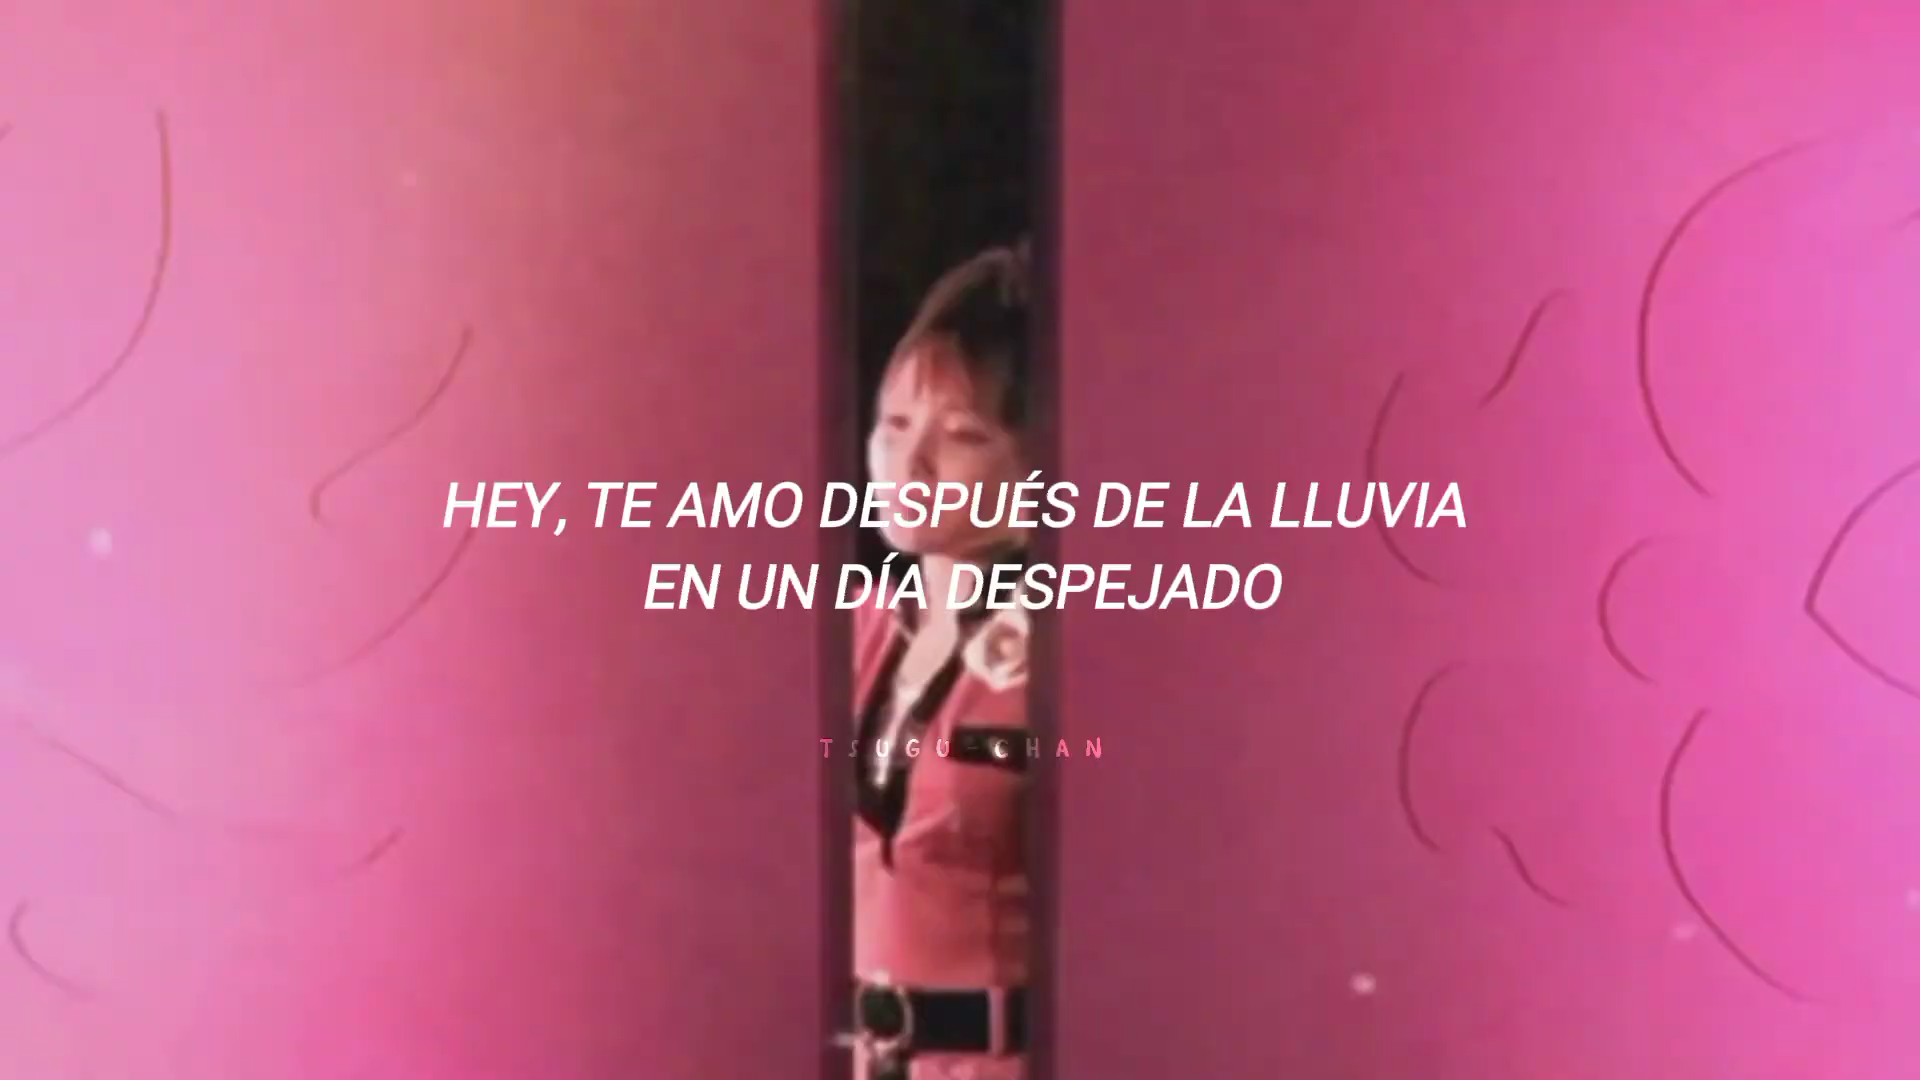 HEY, TE AMO DESPUÉS DE LA LLUVIA
EN UN DÍA DESPEJADO
TSUGU-CHAN